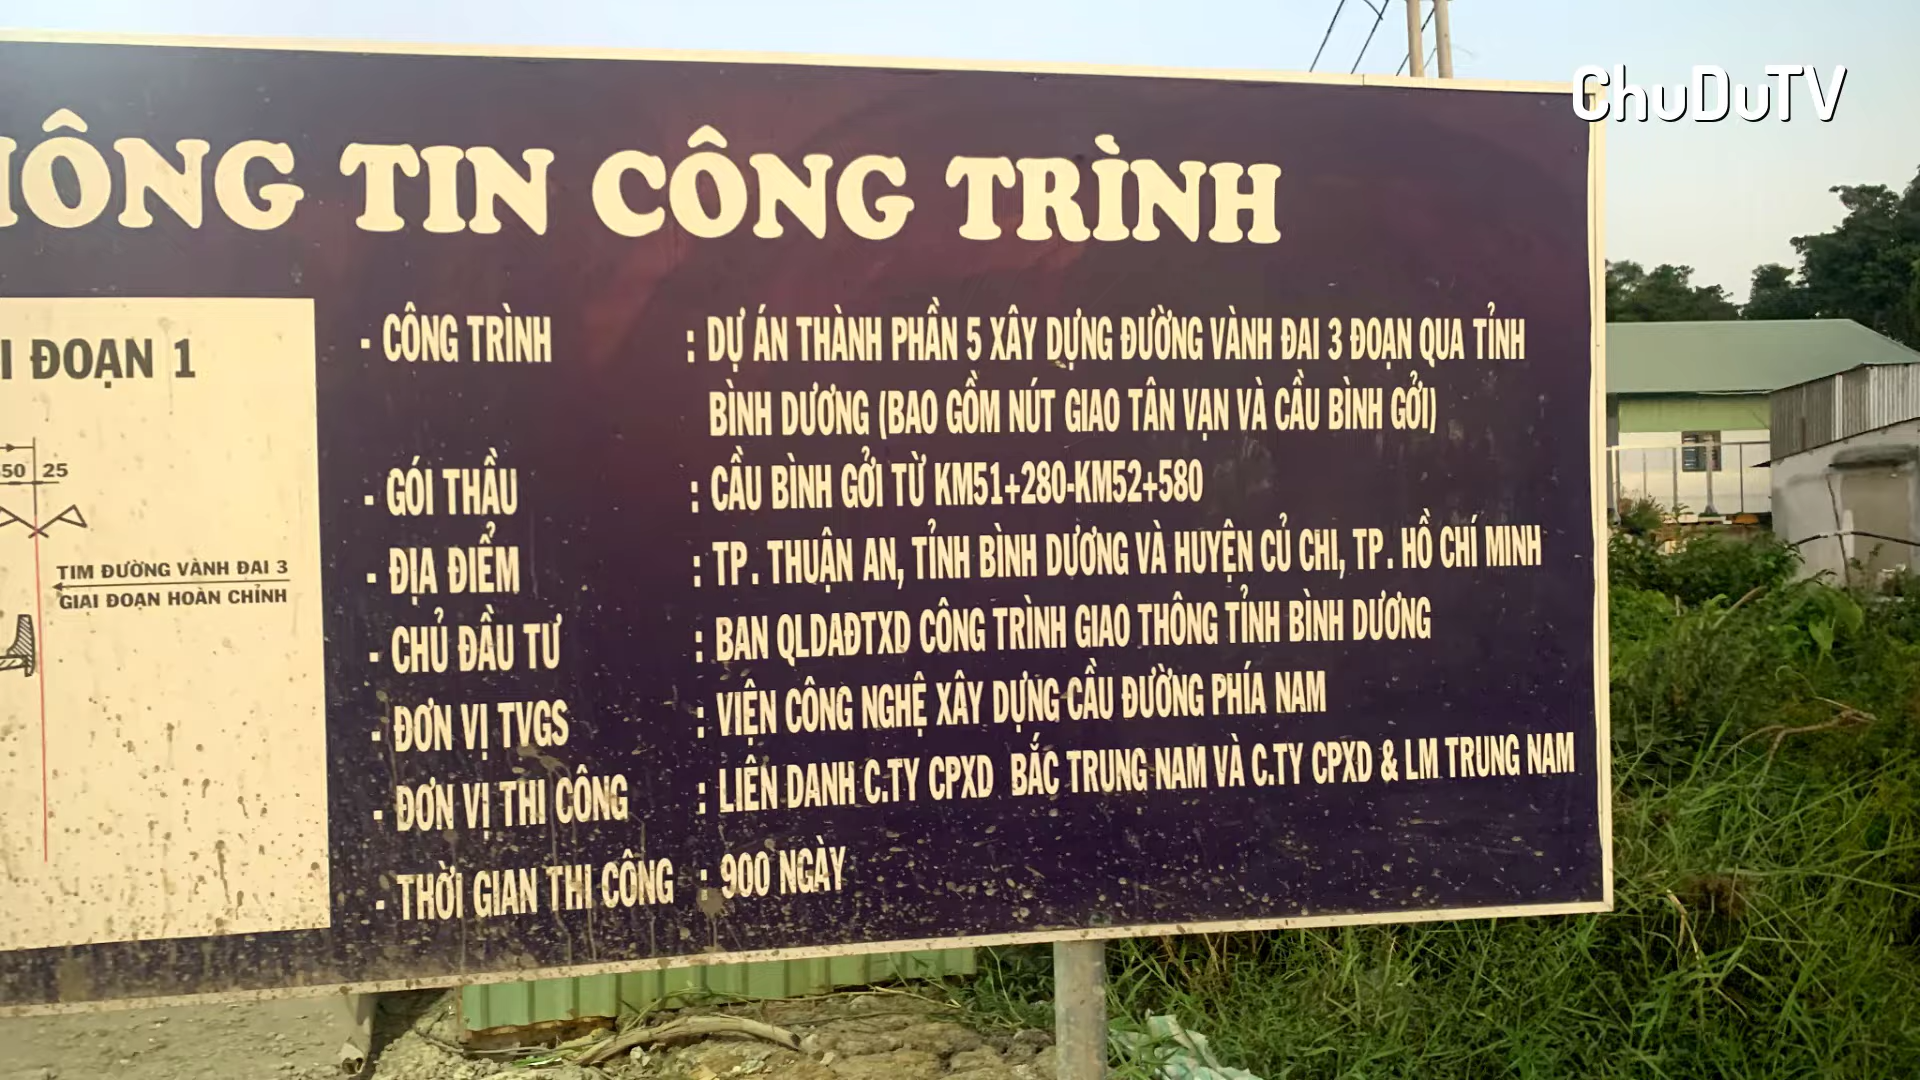 ChuDuTV
HÔNG TIN CÔNG TRÌNH
I ĐOẠN 1
50 25
TIM ĐƯỜNG VÀNH ĐAI 3
GIAI ĐOẠN HOÀN CHỈNH
- CÔNG TRÌNH : DỰ ÁN THÀNH PHẦN 5 XÂY DỰNG ĐƯỜNG VÀNH ĐAI 3 ĐOẠN QUA TỈNH
BÌNH DƯƠNG (BAO GỒM NÚT GIAO TÂN VẠN VÀ CẦU BÌNH GỞI)
- GÓI THẦU : CẦU BÌNH GỞI TỪ KM51+280-KM52+580
- ĐỊA ĐIỂM : TP. THUẬN AN, TỈNH BÌNH DƯƠNG VÀ HUYỆN CỦ CHI, TP. HỒ CHÍ MINH
- CHỦ ĐẦU TƯ : BAN QLDAĐTXD CÔNG TRÌNH GIAO THÔNG TỈNH BÌNH DƯƠNG
- ĐƠN VỊ TVGS : VIỆN CÔNG NGHỆ XÂY DỰNG CẦU ĐƯỜNG PHÍA NAM
- ĐƠN VỊ THI CÔNG : LIÊN DANH C.TY CPXD BẮC TRUNG NAM VÀ C.TY CPXD & LM TRUNG NAM
- THỜI GIAN THI CÔNG : 900 NGÀY